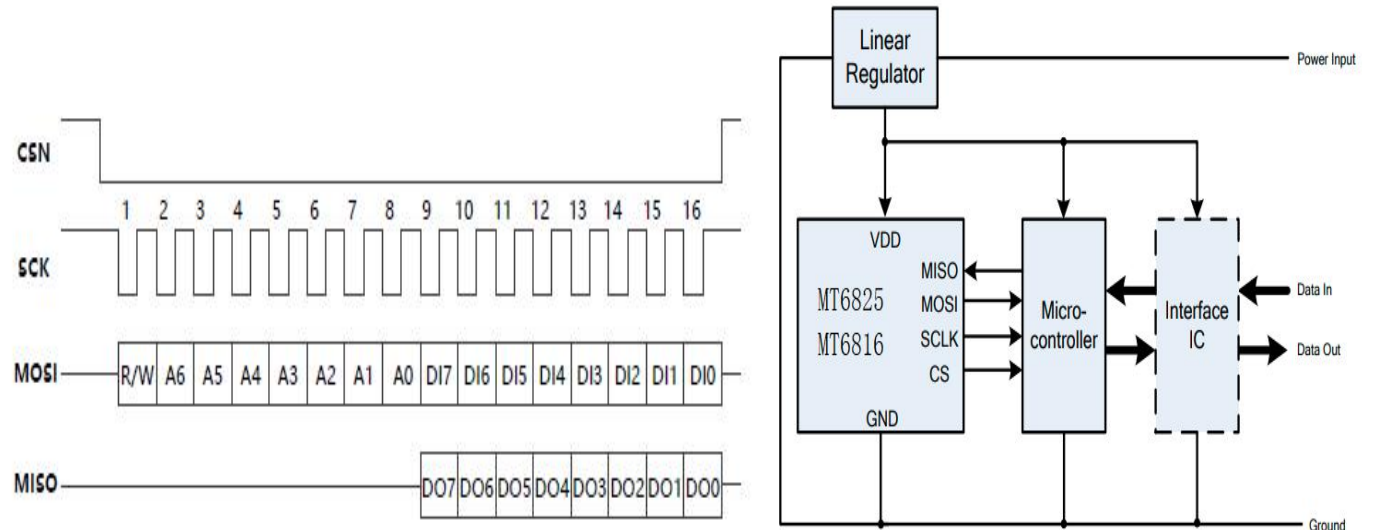 CSN
1 2 3 4 5 6 7 8 9 10 11 12 13 14 15 16
SCK
MOSI R/W A6 A5 A4 A3 A2 A1 A0 DI7 DI6 DI5 DI4 DI3 DI2 DI1 DI0
MISO DO7 DO6 DO5 DO4 DO3 DO2 DO1 DO0
Linear
Regulator
Power Input
VDD
MISO
MOSI
SCLK
CS
MT6825
MT6816
GND
Micro-
controller
Interface
IC
Data In
Data Out
Ground